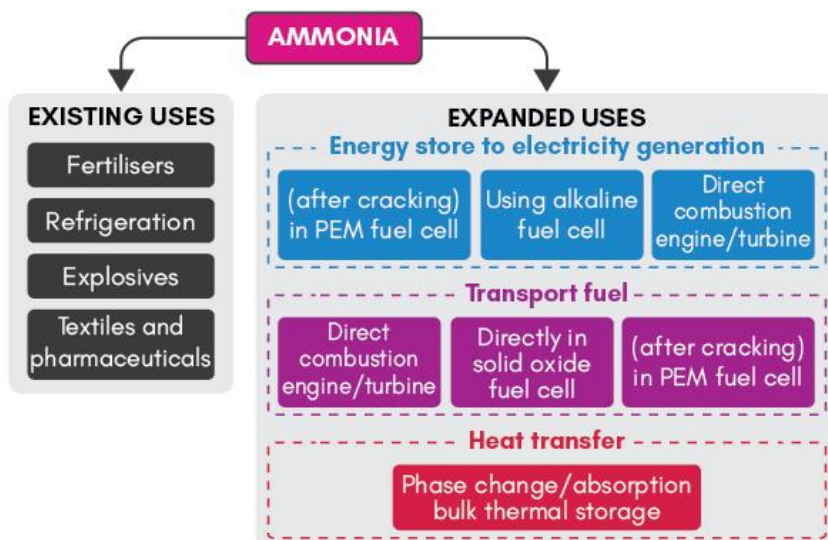 AMMONIA
EXISTING USES
Fertilisers
Refrigeration
Explosives
Textiles and
pharmaceuticals
EXPANDED USES
Energy store to electricity generation
(after cracking)
in PEM fuel cell
Using alkaline
fuel cell
Direct
combustion
engine/turbine
Transport fuel
Direct
combustion
engine/turbine
Directly in
solid oxide
fuel cell
(after cracking)
in PEM fuel cell
Heat transfer
Phase change/absorption
bulk thermal storage